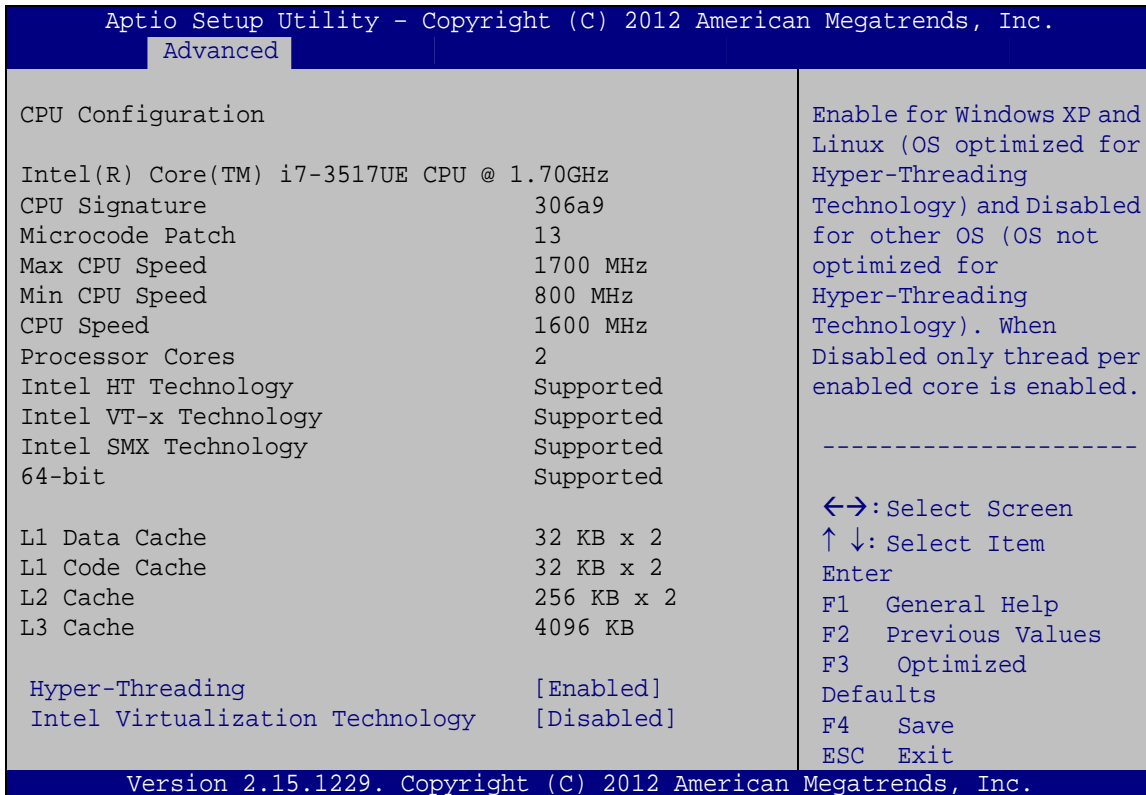 Aptio Setup Utility – Copyright (C) 2012 American Megatrends, Inc.
Advanced
CPU Configuration
Intel(R) Core(TM) i7-3517UE CPU @ 1.70GHz
CPU Signature 306a9
Microcode Patch 13
Max CPU Speed 1700 MHz
Min CPU Speed 800 MHz
CPU Speed 1600 MHz
Processor Cores 2
Intel HT Technology Supported
Intel VT-x Technology Supported
Intel SMX Technology Supported
64-bit Supported
L1 Data Cache 32 KB x 2
L1 Code Cache 32 KB x 2
L2 Cache 256 KB x 2
L3 Cache 4096 KB
Hyper-Threading [Enabled]
Intel Virtualization Technology [Disabled]
Enable for Windows XP and
Linux (OS optimized for
Hyper-Threading
Technology) and Disabled
for other OS (OS not
optimized for
Hyper-Threading
Technology). When
Disabled only thread per
enabled core is enabled.
----------------------
←→: Select Screen
↑ ↓: Select Item
Enter
F1 General Help
F2 Previous Values
F3 Optimized
Defaults
F4 Save
ESC Exit
Version 2.15.1229. Copyright (C) 2012 American Megatrends, Inc.